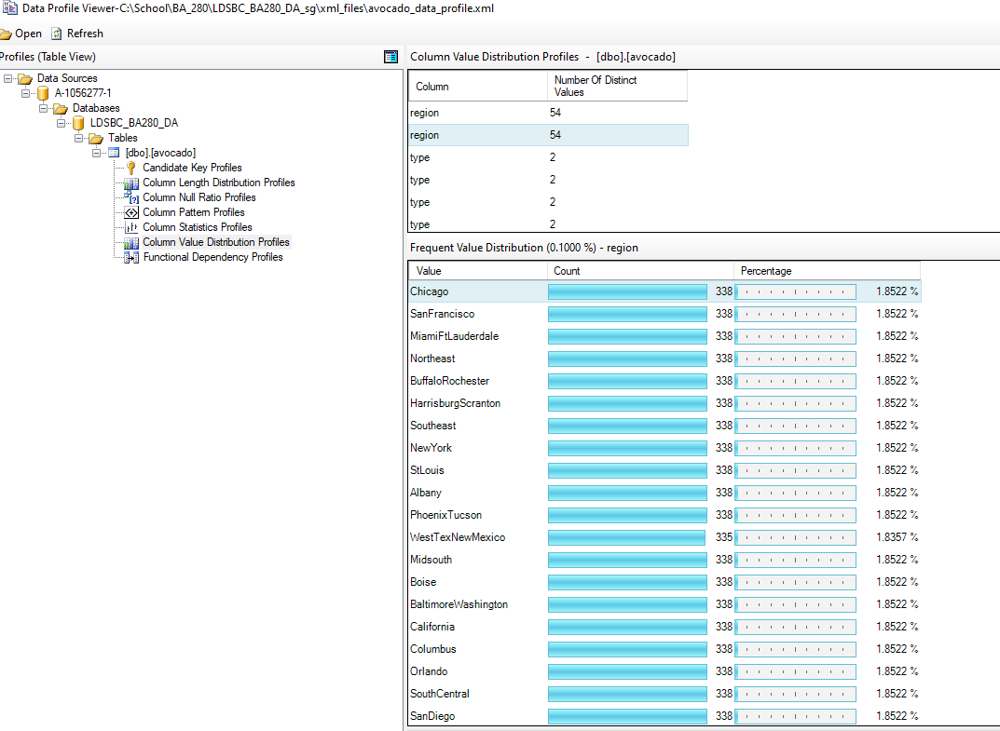 Data Profile Viewer-C:\School\BA_280\LDSBC_BA280_DA_sg\xml_files\avocado_data_profile.xml
Open Refresh
Profiles (Table View)
Data Sources
A-1056277-1
Databases
LDSBC_BA280_DA
Tables
[dbo].[avocado]
Candidate Key Profiles
Column Length Distribution Profiles
Column Null Ratio Profiles
Column Pattern Profiles
Column Statistics Profiles
Column Value Distribution Profiles
Functional Dependency Profiles
Column Value Distribution Profiles - [dbo].[avocado]
Column Number Of Distinct
Values
region 54
region 54
type 2
type 2
type 2
type 2
Frequent Value Distribution (0.1000 %) - region
Value Count Percentage
Chicago 338 1.8522 %
SanFrancisco 338 1.8522 %
MiamiFtLauderdale 338 1.8522 %
Northeast 338 1.8522 %
BuffaloRochester 338 1.8522 %
HarrisburgScranton 338 1.8522 %
Southeast 338 1.8522 %
NewYork 338 1.8522 %
StLouis 338 1.8522 %
Albany 338 1.8522 %
PhoenixTucson 338 1.8522 %
WestTexNewMexico 335 1.8357 %
Midsouth 338 1.8522 %
Boise 338 1.8522 %
BaltimoreWashington 338 1.8522 %
California 338 1.8522 %
Columbus 338 1.8522 %
Orlando 338 1.8522 %
SouthCentral 338 1.8522 %
SanDiego 338 1.8522 %